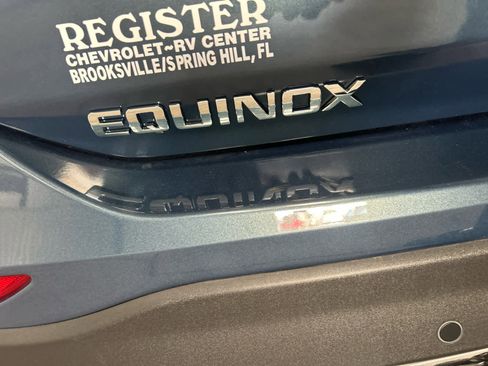 REGISTER
CHEVROLET~RV CENTER
BROOKSVILLE/SPRING HILL, FL
EQUINOX